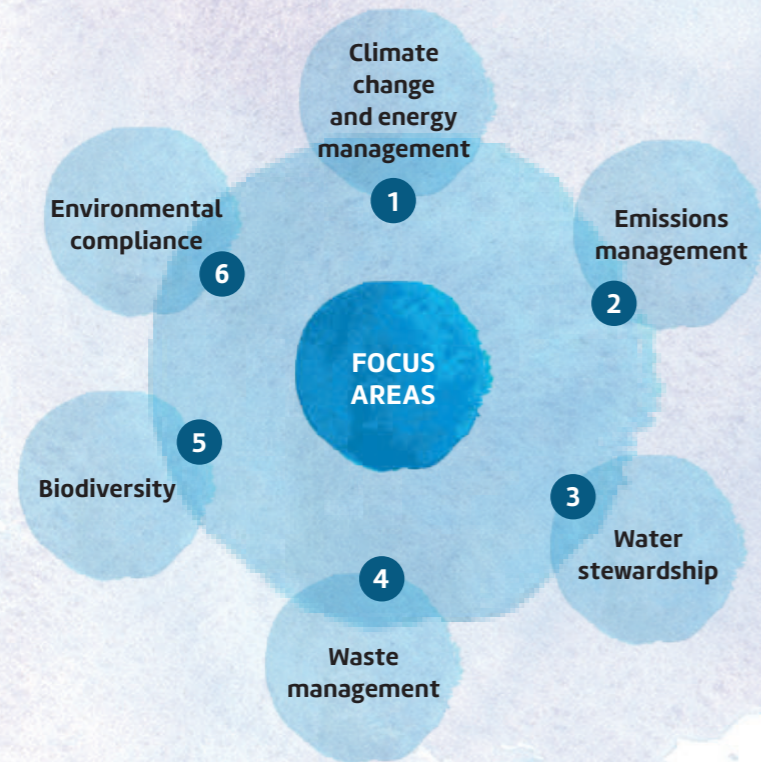 Climate
change
and energy
management
1
Emissions
management
2
Water
stewardship
3
Waste
management
4
Biodiversity
5
Environmental
compliance
6
FOCUS
AREAS